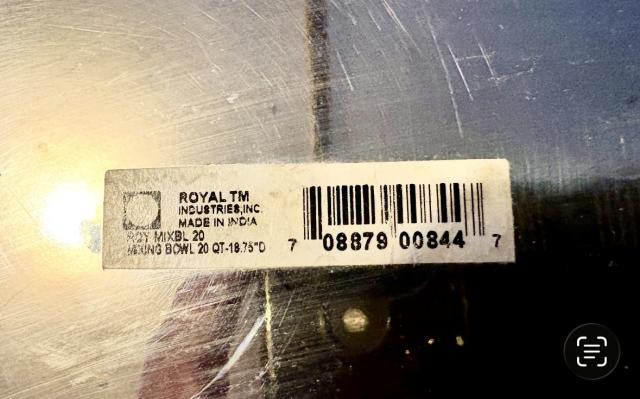 ROYAL TM
INDUSTRIES,INC.
MADE IN INDIA
ROY MIXBL 20
MIXING BOWL 20 QT-18.75"D
7 08879 00844 7